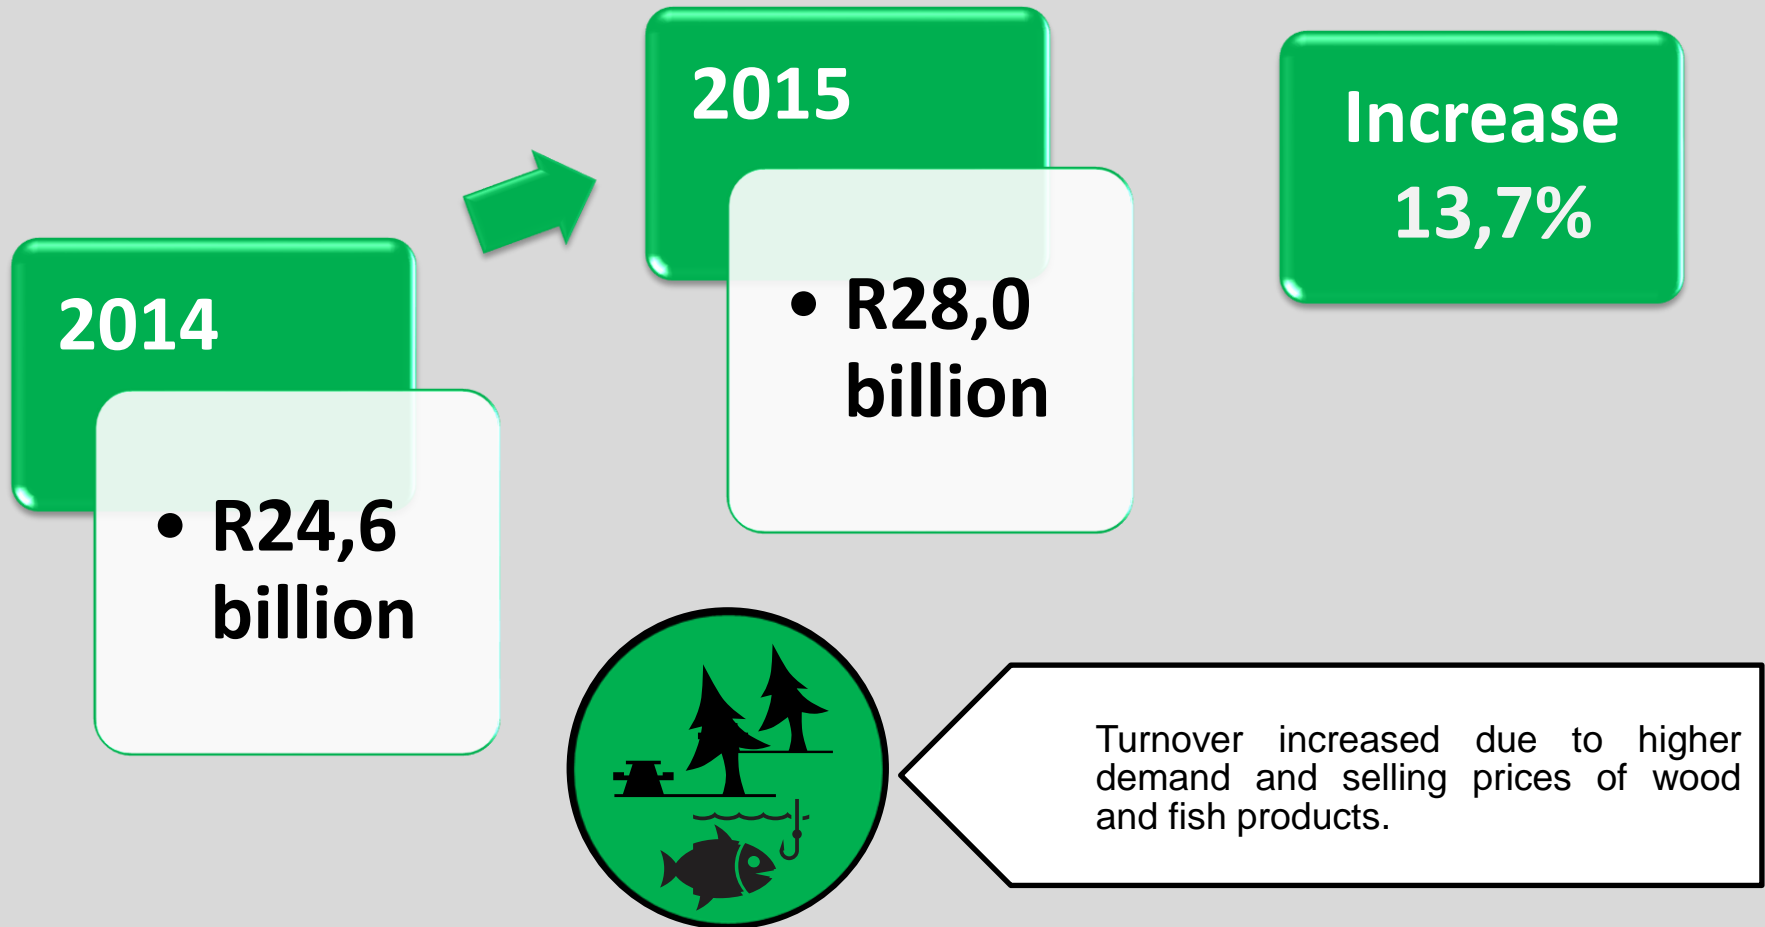 2014
• R24,6
billion
2015
• R28,0
billion
Increase
13,7%
Turnover increased due to higher
demand and selling prices of wood
and fish products.